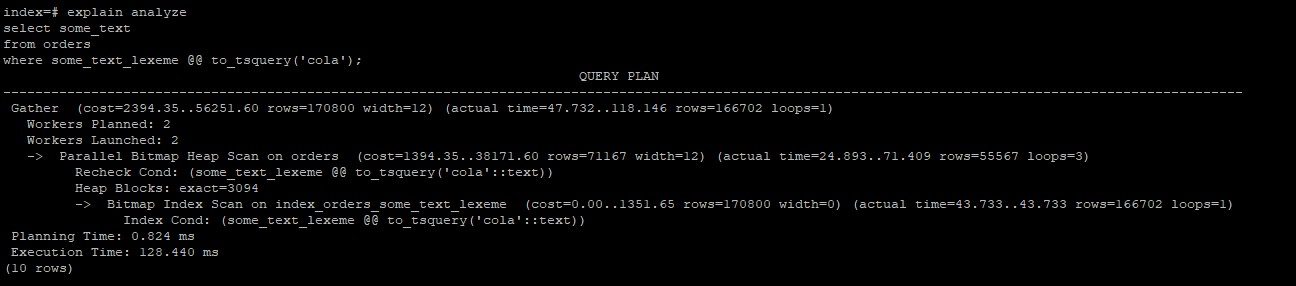 index=# explain analyze
select some_text
from orders
where some_text_lexeme @@ to_tsquery('cola');
QUERY PLAN
-----------------------------------------------------------------------------------------------------------------------------------------------------------
Gather  (cost=2394.35..56251.60 rows=170800 width=12) (actual time=47.732..118.146 rows=166702 loops=1)
Workers Planned: 2
Workers Launched: 2
->  Parallel Bitmap Heap Scan on orders  (cost=1394.35..38171.60 rows=71167 width=12) (actual time=24.893..71.409 rows=55567 loops=3)
Recheck Cond: (some_text_lexeme @@ to_tsquery('cola'::text))
Heap Blocks: exact=3094
->  Bitmap Index Scan on index_orders_some_text_lexeme  (cost=0.00..1351.65 rows=170800 width=0) (actual time=43.733..43.733 rows=166702 loops=1)
Index Cond: (some_text_lexeme @@ to_tsquery('cola'::text))
Planning Time: 0.824 ms
Execution Time: 128.440 ms
(10 rows)